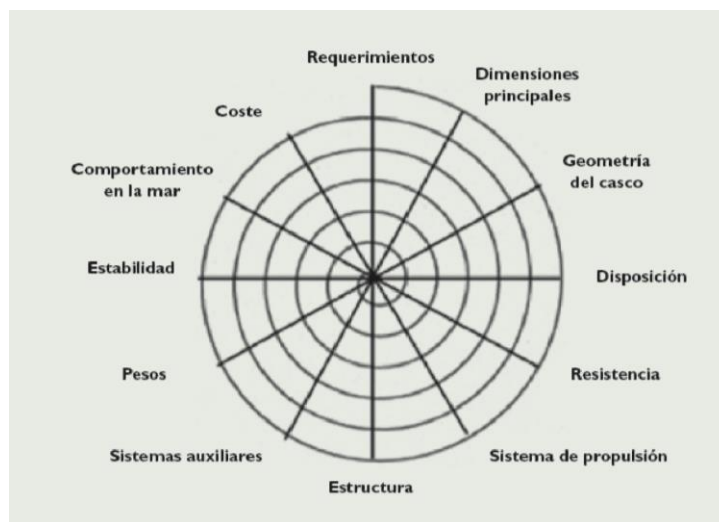 Requerimientos
Dimensiones
principales
Geometría
del casco
Disposición
Resistencia
Sistema de propulsión
Estructura
Sistemas auxiliares
Pesos
Estabilidad
Comportamiento
en la mar
Coste